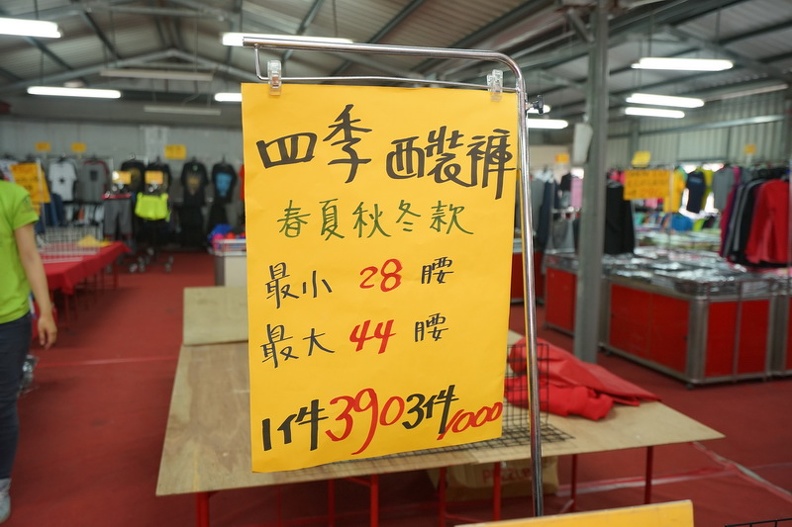 四季 西裝褲
春夏秋冬款
最小 28 腰
最大 44 腰
1件390 3件1000